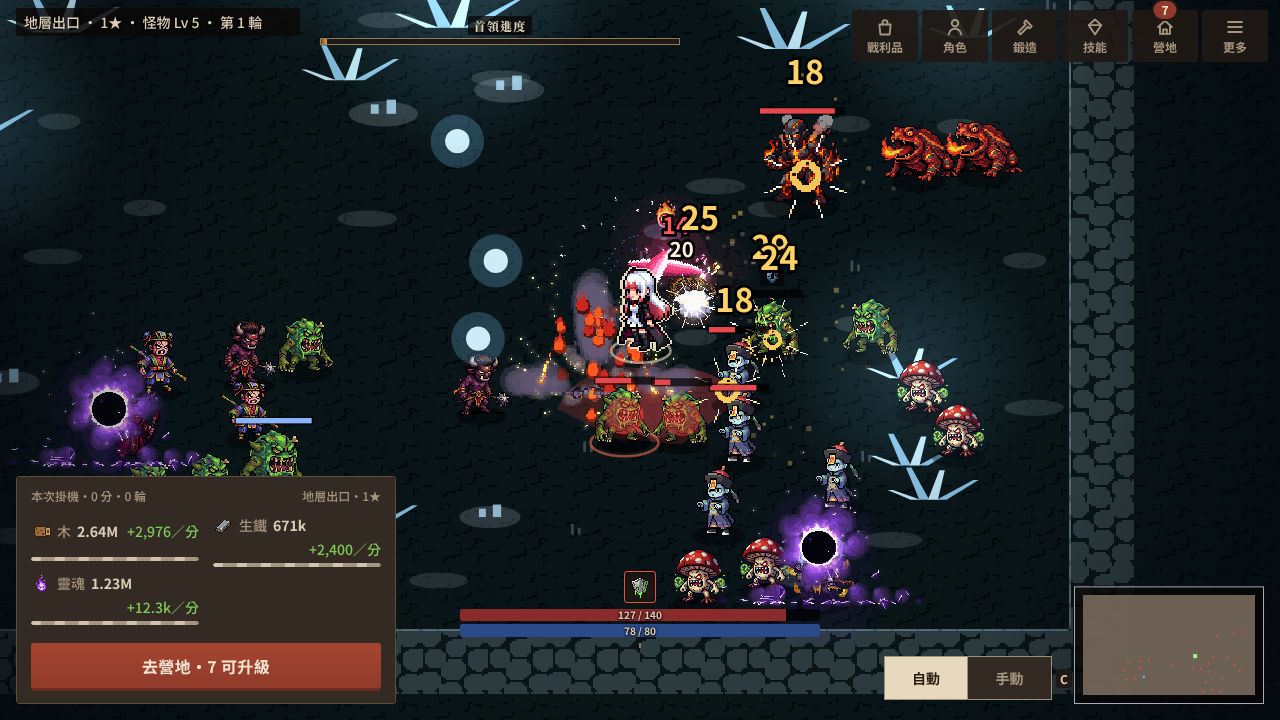 地層出口・1★・怪物 Lv 5・第 1 輪
首領進度
戰利品
角色
鍛造
技能
7
營地
更多
18
25
20
24
18
本次掛機・0 分・0 輪
地層出口・1★
木 2.64M +2,976／分
生鐵 671k
+2,400／分
靈魂 1.23M
+12.3k／分
去營地・7 可升級
127 / 140
78 / 80
自動
手動
C